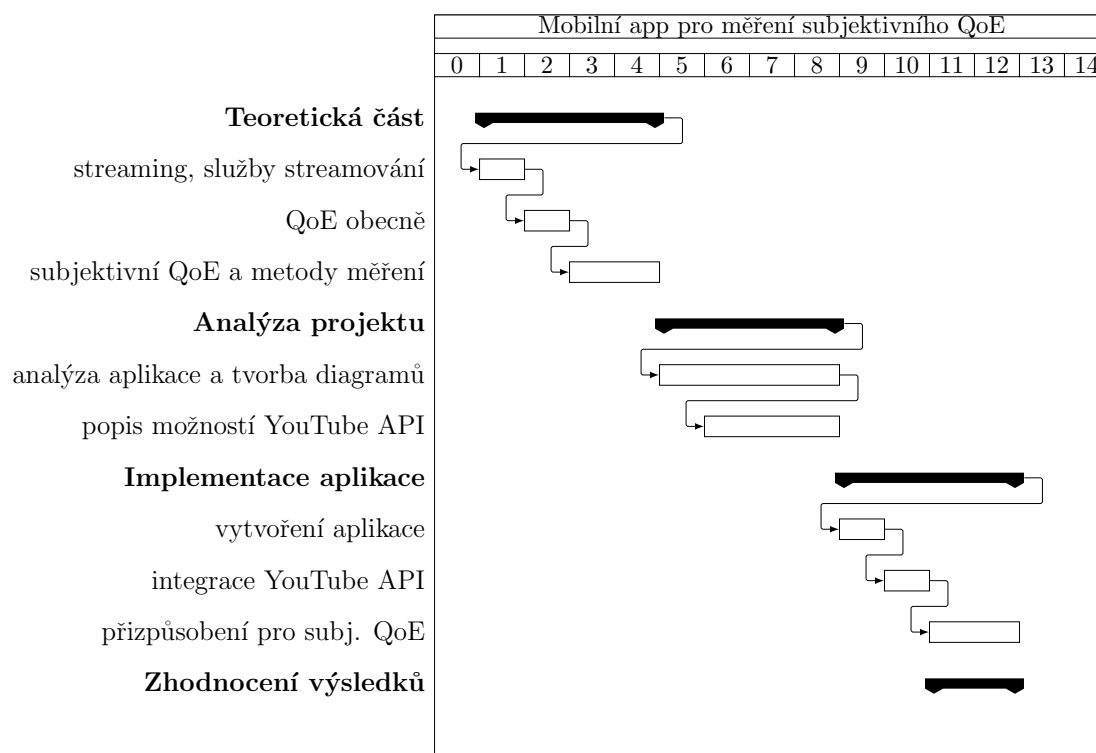 Mobilní app pro měření subjektivního QoE
0 1 2 3 4 5 6 7 8 9 10 11 12 13 14
Teoretická část
streaming, služby streamování
QoE obecně
subjektivní QoE a metody měření
Analýza projektu
analýza aplikace a tvorba diagramů
popis možností YouTube API
Implementace aplikace
vytvoření aplikace
integrace YouTube API
přizpůsobení pro subj. QoE
Zhodnocení výsledků